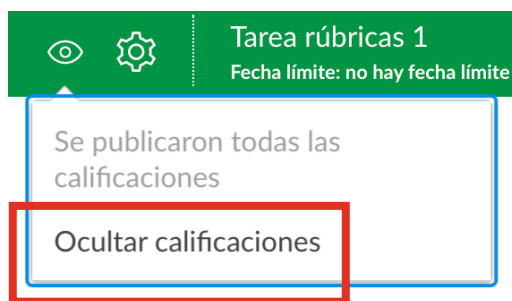 Tarea rúbricas 1
Fecha límite: no hay fecha límite
Se publicaron todas las
calificaciones
Ocultar calificaciones